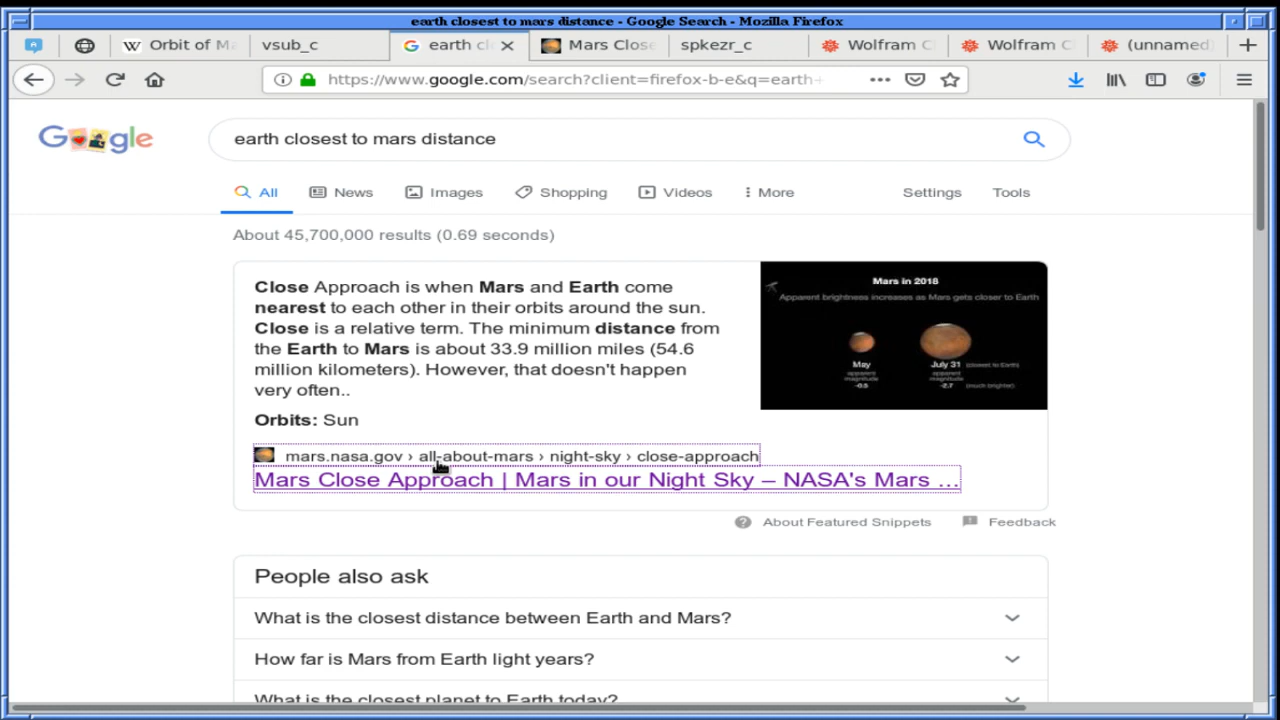 earth closest to mars distance - Google Search - Mozilla Firefox
Orbit of Ma
vsub_c
earth cl
Mars Close
spkezr_c
Wolfram C
Wolfram C
(unnamed)
https://www.google.com/search?client=firefox-b-e&q=earth+
Google
earth closest to mars distance
All
News
Images
Shopping
Videos
More
Settings
Tools
About 45,700,000 results (0.69 seconds)
Close Approach is when Mars and Earth come
nearest to each other in their orbits around the sun.
Close is a relative term. The minimum distance from
the Earth to Mars is about 33.9 million miles (54.6
million kilometers). However, that doesn't happen
very often..
Orbits: Sun
Mars in 2018
Apparent brightness increases as Mars gets closer to Earth
May
apparent
magnitude
-0.5
July 31 (closest to Earth)
apparent
magnitude
-2.7 (much brighter)
mars.nasa.gov › all-about-mars › night-sky › close-approach
Mars Close Approach | Mars in our Night Sky – NASA's Mars ...
About Featured Snippets
Feedback
People also ask
What is the closest distance between Earth and Mars?
How far is Mars from Earth light years?
What is the closest planet to Earth today?